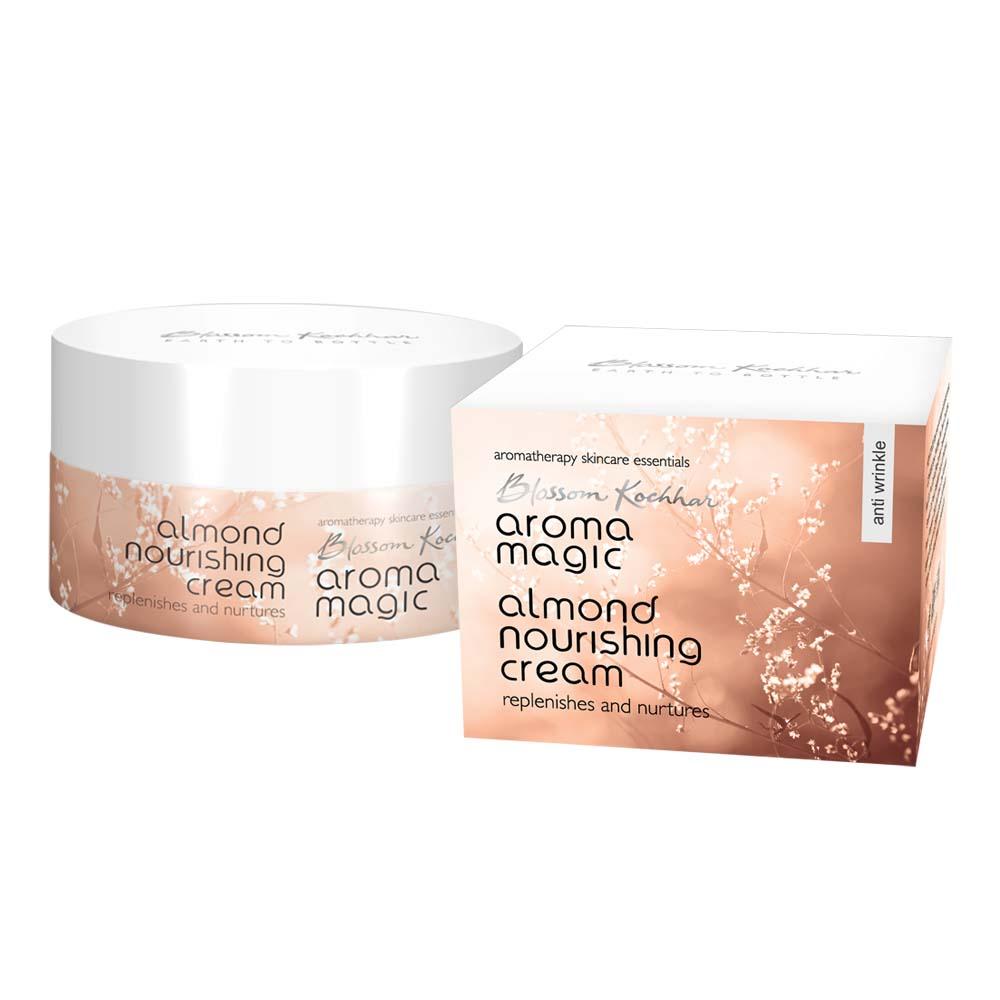 Blossom Kochhar
EARTH TO BOTTLE
almond
nourishing
cream
replenishes and nurtures
aromatherapy skincare essen
Blossom Koc
aroma
magic
Blossom Kochhar
EARTH TO BOTTLE
aromatherapy skincare essentials
Blossom Kochhar
aroma
magic
almond
nourishing
cream
replenishes and nurtures
anti wrinkle